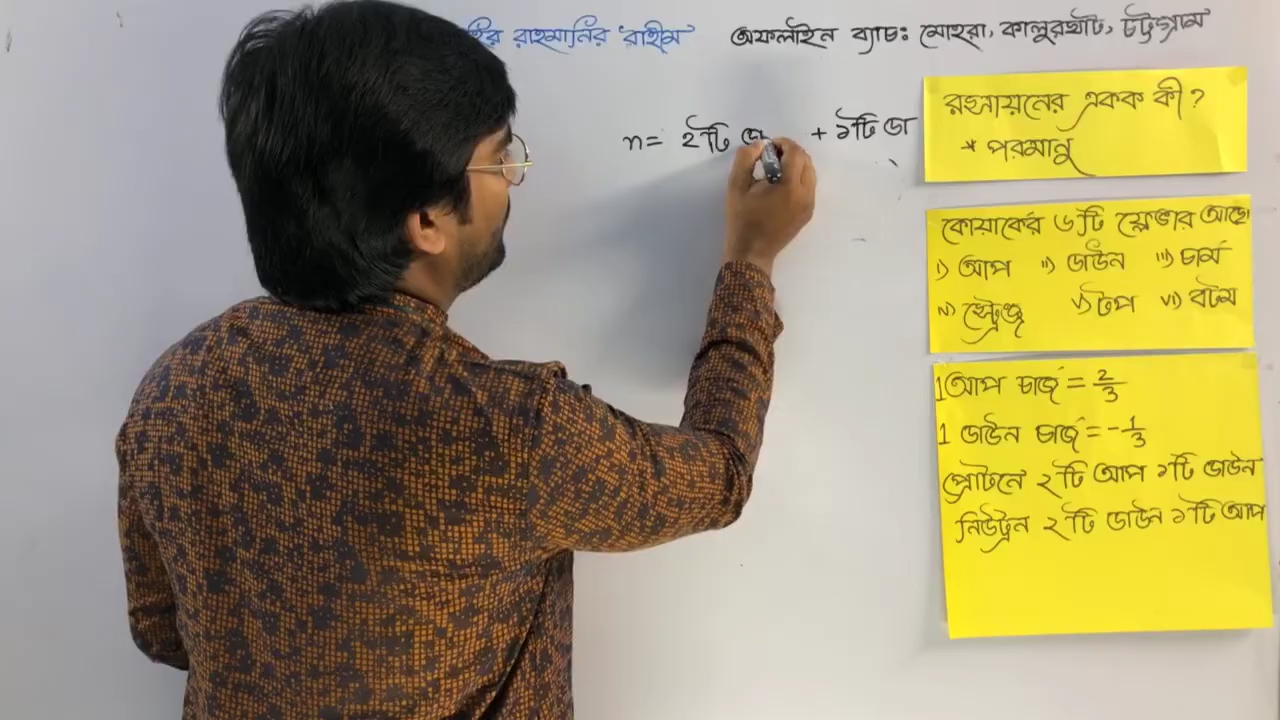 রাহমানির রাহীম
অফলাইন ব্যাচঃ মোহরা, কালুরঘাট, চট্টগ্রাম
n= ২টি + ১টি ডা
রসায়নের একক কী?
* পরমানু
কোয়ার্কের ৬টি ফ্লেভার আছে
i) আপ ii) ডাউন iii) চার্ম
iv) স্ট্রেঞ্জ v) টপ vi) বটম
1 আপ চার্জ = 2/3
1 ডাউন চার্জ = -1/3
প্রোটনে ২টি আপ ১টি ডাউন
নিউট্রন ২টি ডাউন ১টি আপ